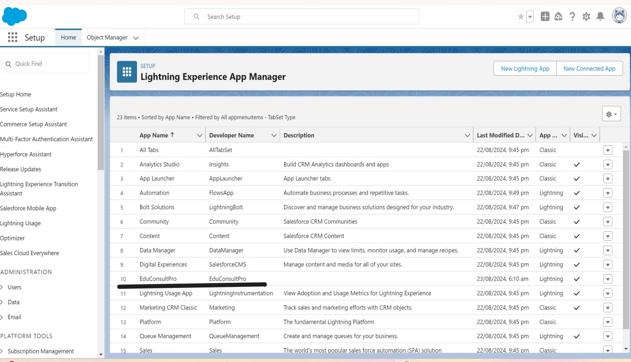 Search Setup
Setup
Home
Object Manager
Quick Find
Setup Home
Service Setup Assistant
Commerce Setup Assistant
Multi-Factor Authentication Assistant
Hyperforce Assistant
Release Updates
Lightning Experience Transition
Assistant
Salesforce Mobile App
Lightning Usage
Optimizer
Sales Cloud Everywhere
ADMINISTRATION
Users
Data
Email
PLATFORM TOOLS
Subscription Management
SETUP
Lightning Experience App Manager
New Lightning App
New Connected App
23 items • Sorted by App Name • Filtered by All appmenuitems - TabSet Type
App Name ↑ Developer Name Description Last Modified D... App ... Visi...
1 All Tabs AllTabSet 22/08/2024, 9:45 pm Classic
2 Analytics Studio Insights Build CRM Analytics dashboards and apps 22/08/2024, 9:45 pm Classic
3 App Launcher AppLauncher App Launcher tabs 22/08/2024, 9:45 pm Classic
4 Automation FlowsApp Automate business processes and repetitive tasks. 22/08/2024, 9:49 pm Lightning
5 Bolt Solutions LightningBolt Discover and manage business solutions designed for your industry. 22/08/2024, 9:47 pm Lightning
6 Community Community Salesforce CRM Communities 22/08/2024, 9:45 pm Classic
7 Content Content Salesforce CRM Content 22/08/2024, 9:45 pm Classic
8 Data Manager DataManager Use Data Manager to view limits, monitor usage, and manage recipes. 22/08/2024, 9:45 pm Lightning
9 Digital Experiences SalesforceCMS Manage content and media for all of your sites. 22/08/2024, 9:45 pm Lightning
10 EduConsultPro EduConsultPro 23/08/2024, 6:10 am Lightning
11 Lightning Usage App LightningInstrumentation View Adoption and Usage Metrics for Lightning Experience 22/08/2024, 9:45 pm Lightning
12 Marketing CRM Classic Marketing Track sales and marketing efforts with CRM objects. 22/08/2024, 9:45 pm Classic
13 Platform Platform The fundamental Lightning Platform 22/08/2024, 9:45 pm Classic
14 Queue Management QueueManagement Create and manage queues for your business. 22/08/2024, 9:45 pm Lightning
15 Sales Sales The world's most popular sales force automation (SFA) solution 22/08/2024, 9:45 pm Classic